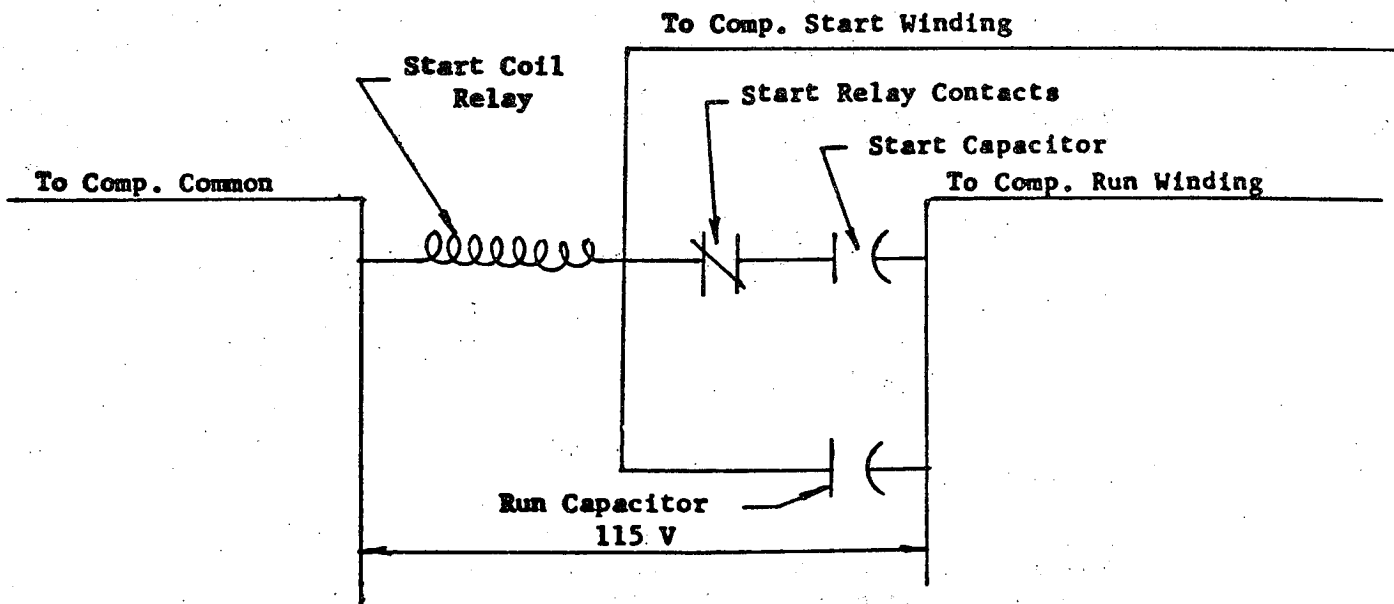 To Comp. Start Winding
Start Coil
Relay
Start Relay Contacts
Start Capacitor
To Comp. Common
To Comp. Run Winding
Run Capacitor
115 V